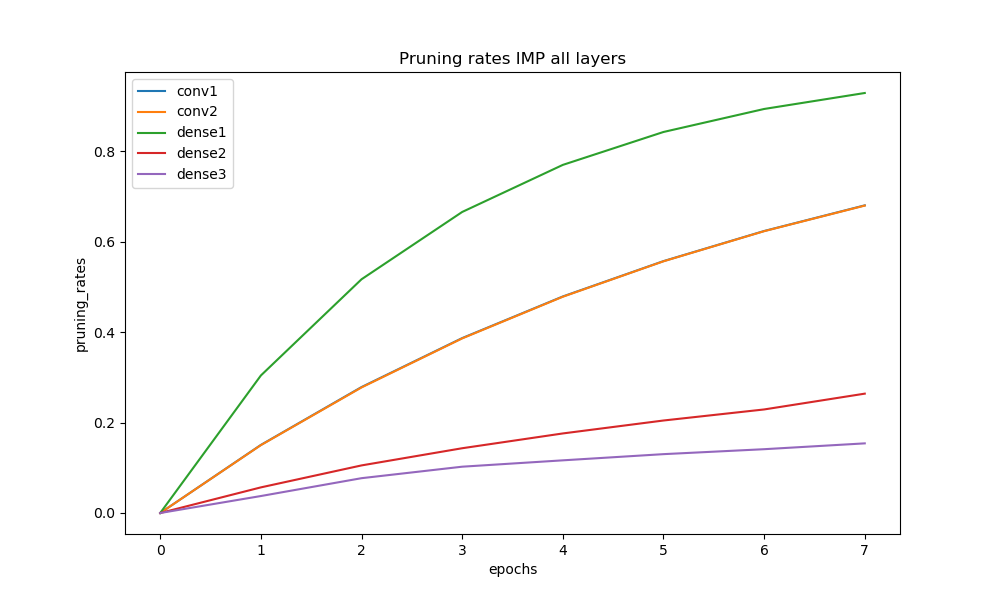 Pruning rates IMP all layers
conv1
conv2
dense1
dense2
dense3
pruning_rates
0.8
0.6
0.4
0.2
0.0
0 1 2 3 4 5 6 7
epochs